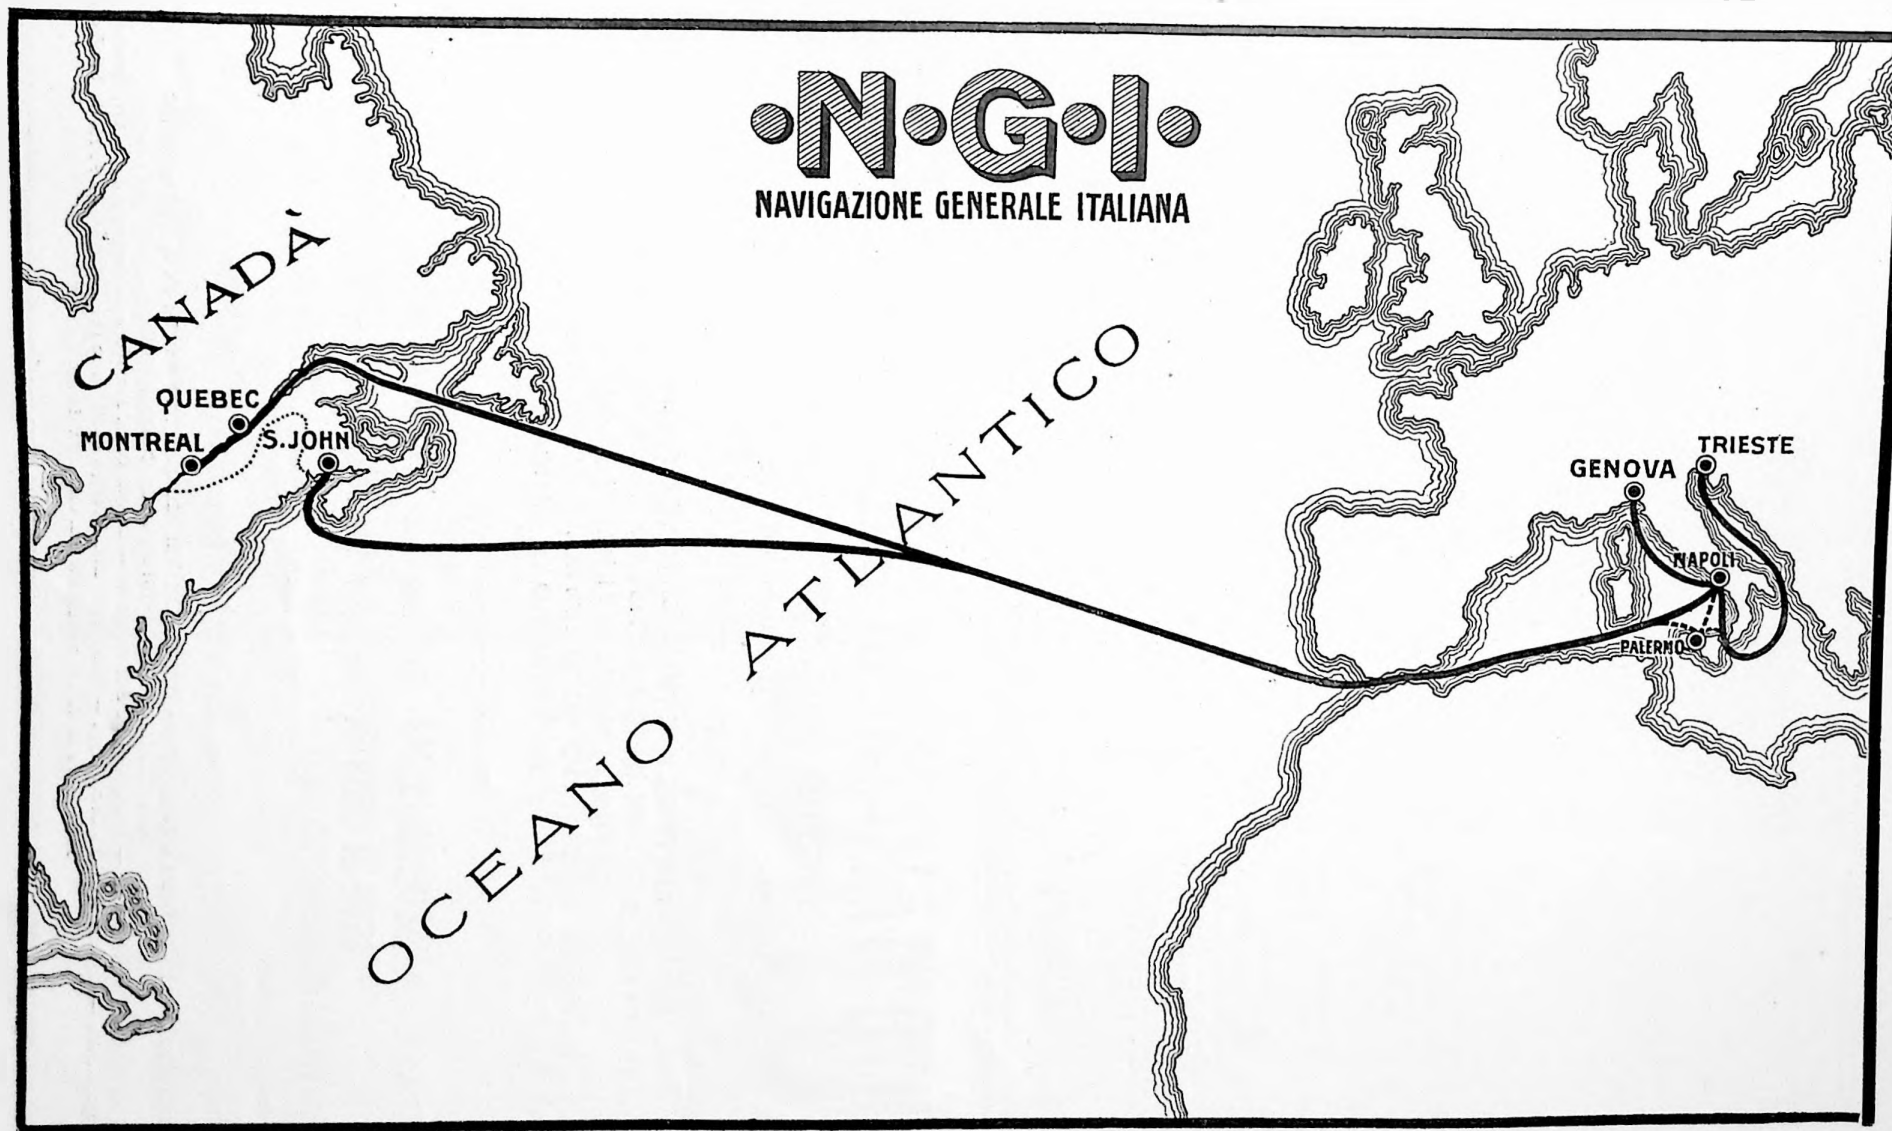 ·N·G·I·
NAVIGAZIONE GENERALE ITALIANA
CANADÀ
QUEBEC
MONTREAL
S. JOHN
OCEANO ATLANTICO
TRIESTE
GENOVA
NAPOLI
PALERMO